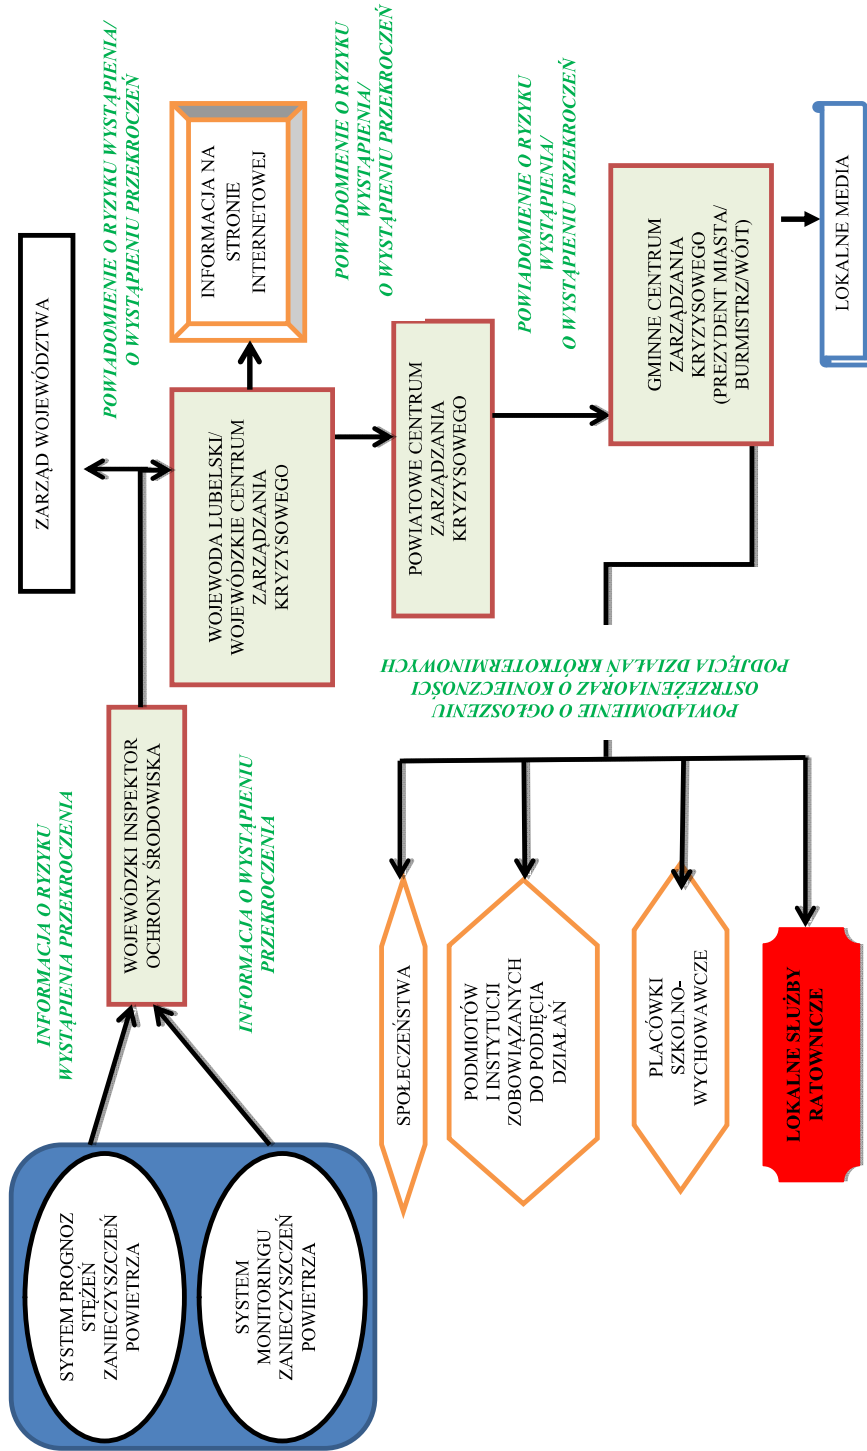 SYSTEM PROGNOZ
STĘŻEŃ
ZANIECZYSZCZEŃ
POWIETRZA
SYSTEM
MONITORINGU
ZANIECZYSZCZEŃ
POWIETRZA
INFORMACJA O RYZYKU
WYSTĄPIENIA PRZEKROCZENIA
WOJEWÓDZKI INSPEKTOR
OCHRONY ŚRODOWISKA
INFORMACJA O WYSTĄPIENIU
PRZEKROCZENIA
ZARZĄD WOJEWÓDZTWA
POWIADOMIENIE O RYZYKU WYSTĄPIENIA/
O WYSTĄPIENIU PRZEKROCZEŃ
WOJEWODA LUBELSKI/
WOJEWÓDZKIE CENTRUM
ZARZĄDZANIA
KRYZYSOWEGO
INFORMACJA NA
STRONIE
INTERNETOWEJ
POWIADOMIENIE O RYZYKU
WYSTĄPIENIA/
O WYSTĄPIENIU PRZEKROCZEŃ
POWIATOWE CENTRUM
ZARZĄDZANIA
KRYZYSOWEGO
POWIADOMIENIE O RYZYKU
WYSTĄPIENIA/
O WYSTĄPIENIU PRZEKROCZEŃ
GMINNE CENTRUM
ZARZĄDZANIA
KRYZYSOWEGO
(PREZYDENT MIASTA/
BURMISTRZ/WÓJT)
LOKALNE MEDIA
POWIADOMIENIE O OGŁOSZENIU
OSTRZEŻENIAORAZ O KONIECZNOŚCI
PODJĘCIA DZIAŁAŃ KRÓTKOTERMINOWYCH
SPOŁECZEŃSTWA
PODMIOTÓW
I INSTYTUCJI
ZOBOWIĄZANYCH
DO PODJĘCIA
DZIAŁAŃ
PLACÓWKI
SZKOLNO-
WYCHOWAWCZE
LOKALNE SŁUŻBY
RATOWNICZE